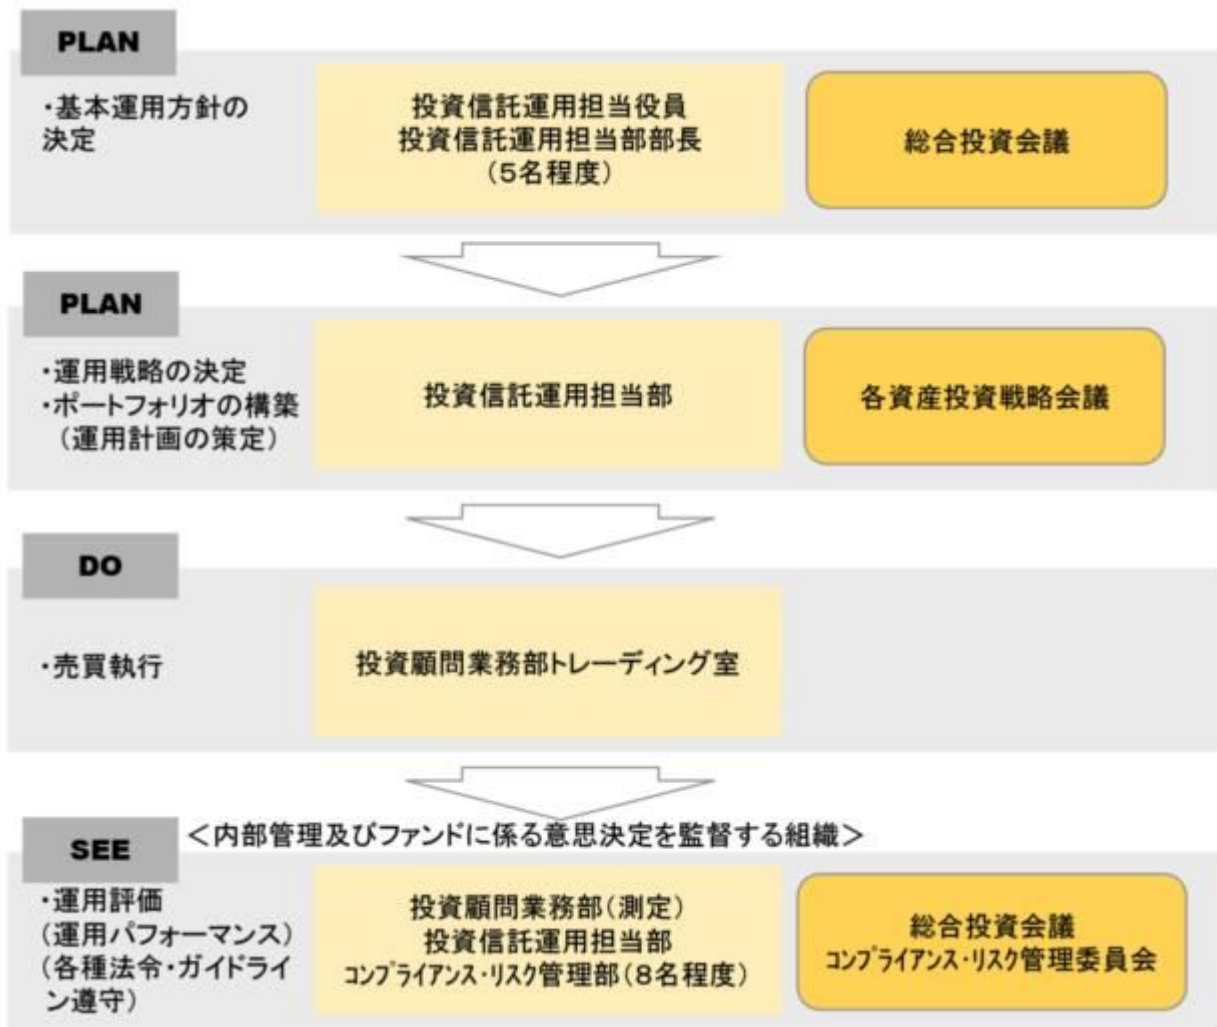 PLAN
・基本運用方針の
決定
投資信託運用担当役員
投資信託運用担当部部長
(5名程度)
総合投資会議
PLAN
・運用戦略の決定
・ポートフォリオの構築
(運用計画の策定)
投資信託運用担当部
各資産投資戦略会議
DO
・売買執行
投資顧問業務部トレーディング室
SEE
＜内部管理及びファンドに係る意思決定を監督する組織＞
・運用評価
(運用パフォーマンス)
(各種法令・ガイドライ
ン遵守)
投資顧問業務部(測定)
投資信託運用担当部
ｺﾝﾌﾟﾗｲｱﾝｽ・ﾘｽｸ管理部(8名程度)
総合投資会議
ｺﾝﾌﾟﾗｲｱﾝｽ・ﾘｽｸ管理委員会